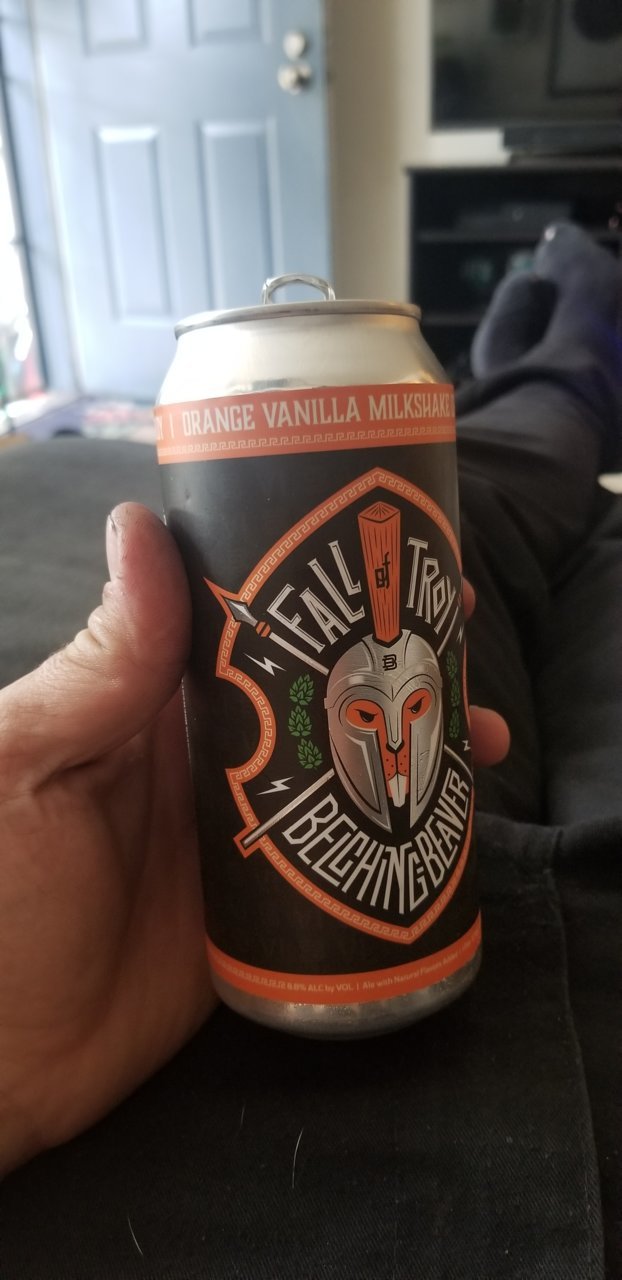 ORANGE VANILLA MILKSHAKE
FALL of TROY
B
BELCHING BEAVER
6.8% ALC by VOL | Ale with Natural Flavors Added